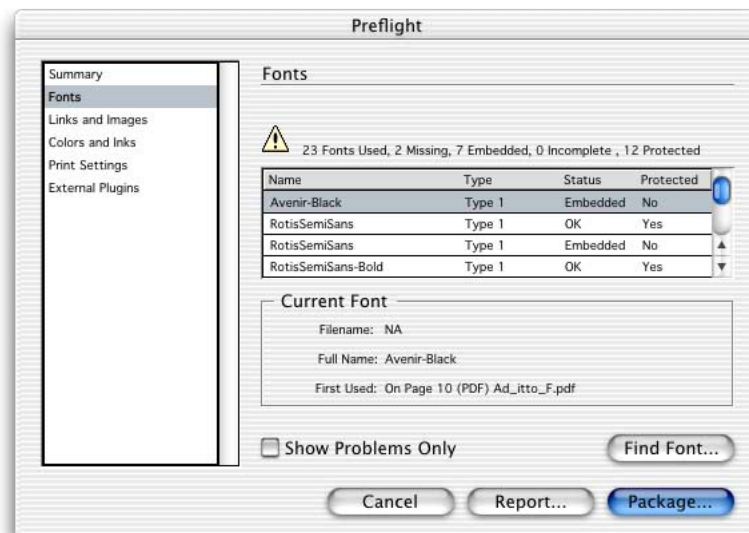 Preflight
Summary
Fonts
Links and Images
Colors and Inks
Print Settings
External Plugins
Fonts
23 Fonts Used, 2 Missing, 7 Embedded, 0 Incomplete , 12 Protected
Name Type Status Protected
Avenir-Black Type 1 Embedded No
RotisSemiSans Type 1 OK Yes
RotisSemiSans Type 1 Embedded No
RotisSemiSans-Bold Type 1 OK Yes
Current Font
Filename: NA
Full Name: Avenir-Black
First Used: On Page 10 (PDF) Ad_itto_F.pdf
Show Problems Only
Find Font...
Cancel Report... Package...